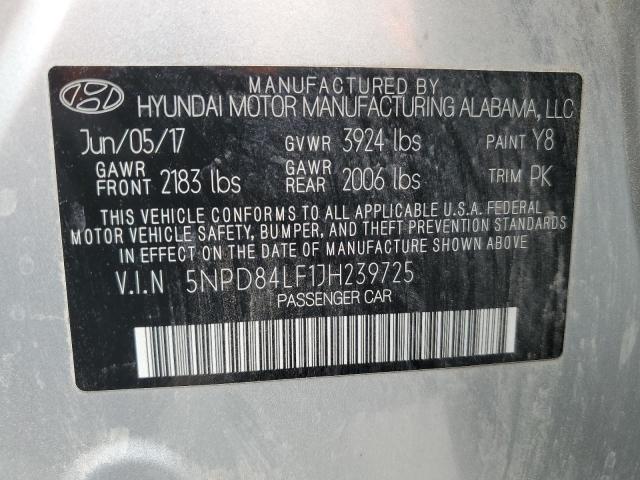 MANUFACTURED BY
HYUNDAI MOTOR MANUFACTURING ALABAMA, LLC
Jun/05/17 GVWR 3924 lbs PAINT Y8
GAWR FRONT 2183 lbs GAWR REAR 2006 lbs TRIM PK
THIS VEHICLE CONFORMS TO ALL APPLICABLE U.S.A. FEDERAL
MOTOR VEHICLE SAFETY, BUMPER, AND THEFT PREVENTION STANDARDS
IN EFFECT ON THE DATE OF MANUFACTURE SHOWN ABOVE
V.I.N 5NPD84LF1JH239725
PASSENGER CAR